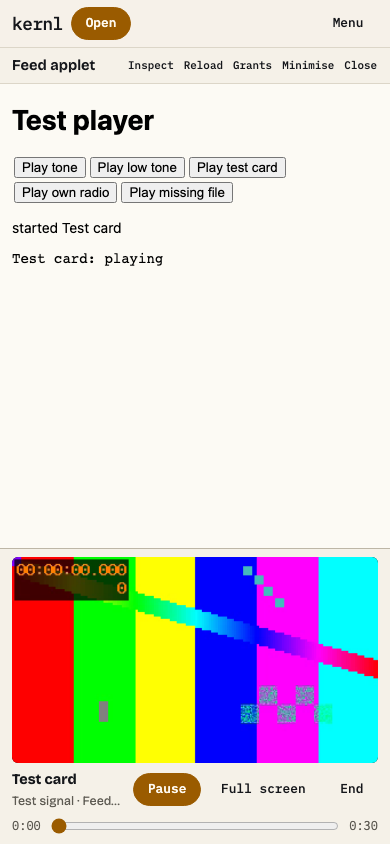 kernl Open Menu
Feed applet Inspect Reload Grants Minimise Close
Test player
Play tone Play low tone Play test card
Play own radio Play missing file
started Test card
Test card: playing
00:00:00.000
0
Test card
Test signal · Feed…
Pause Full screen End
0:00 0:30